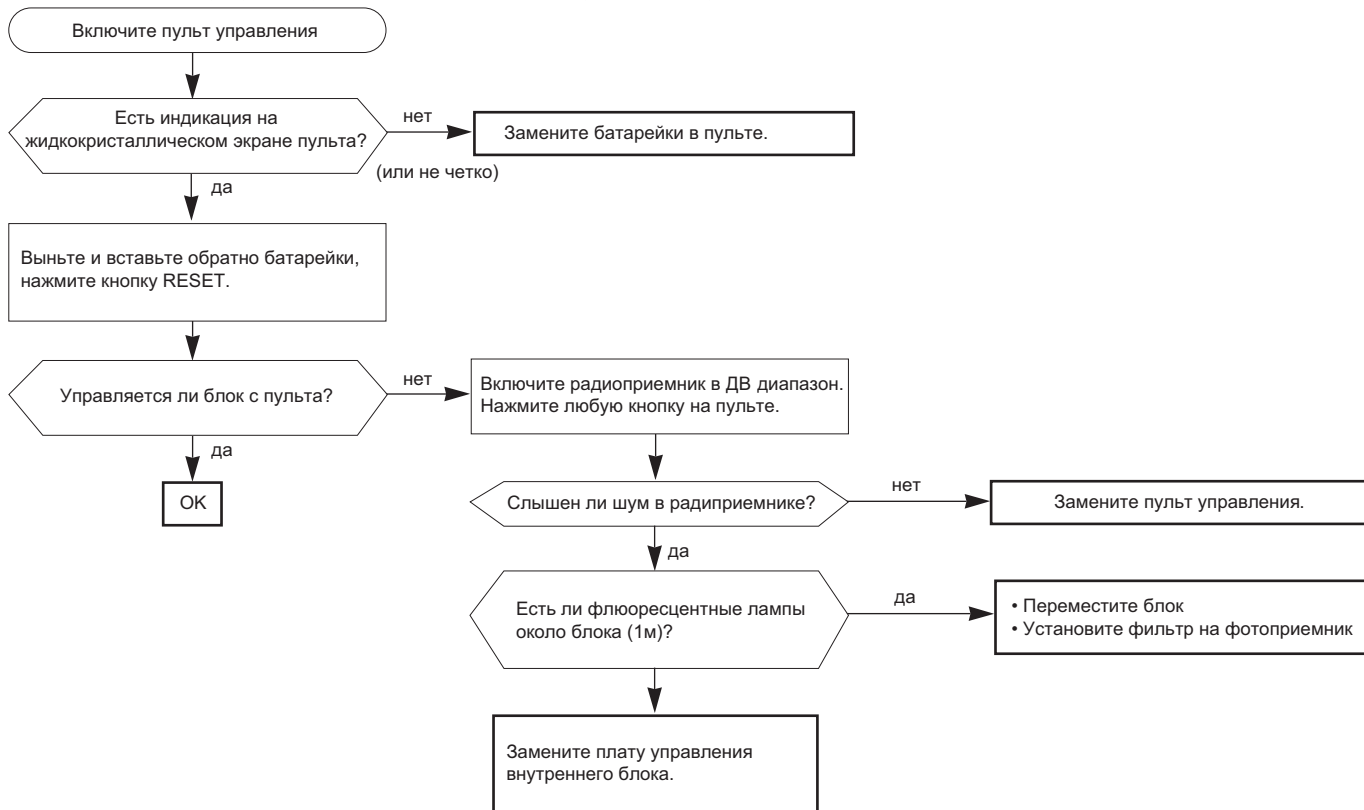 Включите пульт управления
Есть индикация на
жидкокристаллическом экране пульта?
нет
(или не четко)
Замените батарейки в пульте.
да
Выньте и вставьте обратно батарейки,
нажмите кнопку RESET.
Управляется ли блок с пульта?
нет
Включите радиоприемник в ДВ диапазон.
Нажмите любую кнопку на пульте.
да
OK
Слышен ли шум в радиприемнике?
нет
Замените пульт управления.
да
Есть ли флюоресцентные лампы
около блока (1м)?
да
• Переместите блок
• Установите фильтр на фотоприемник
Замените плату управления
внутреннего блока.